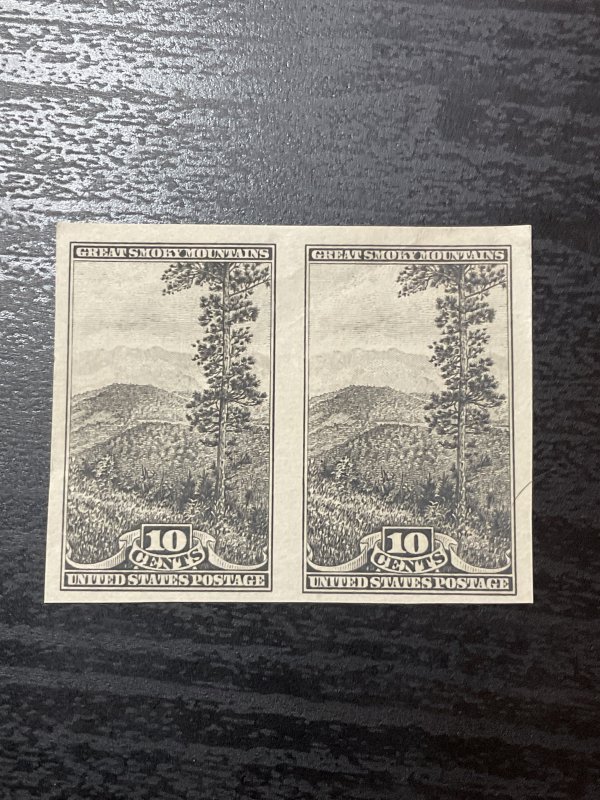 GREAT SMOKY MOUNTAINS
10
CENTS
UNITED STATES POSTAGE
GREAT SMOKY MOUNTAINS
10
CENTS
UNITED STATES POSTAGE